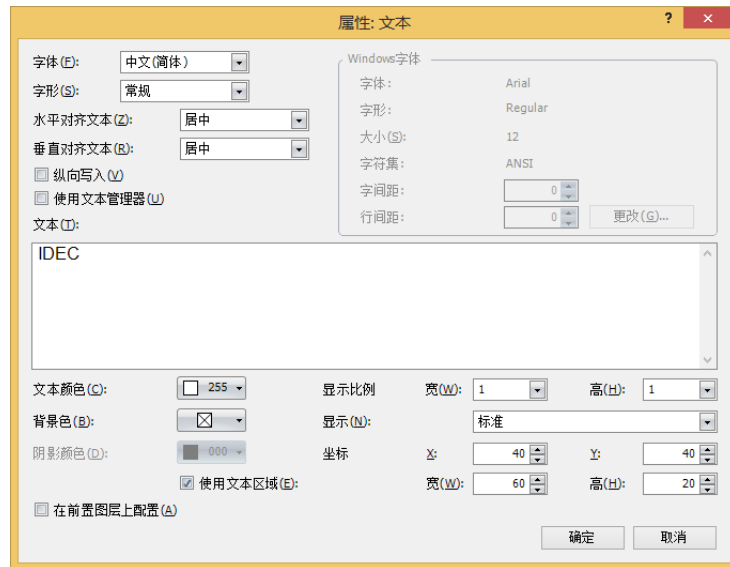 属性: 文本
? ×
字体(F): 中文(简体)
字形(S): 常规
水平对齐文本(Z): 居中
垂直对齐文本(R): 居中
纵向写入(V)
使用文本管理器(U)
文本(T):
Windows字体
字体: Arial
字形: Regular
大小(S): 12
字符集: ANSI
字间距: 0
行间距: 0 更改(G)...
IDEC
文本颜色(C): 255 显示比例 宽(W): 1 高(H): 1
背景色(B): 显示(N): 标准
阴影颜色(D): 000 坐标 X: 40 Y: 40
使用文本区域(E): 宽(W): 60 高(H): 20
在前置图层上配置(A)
确定 取消